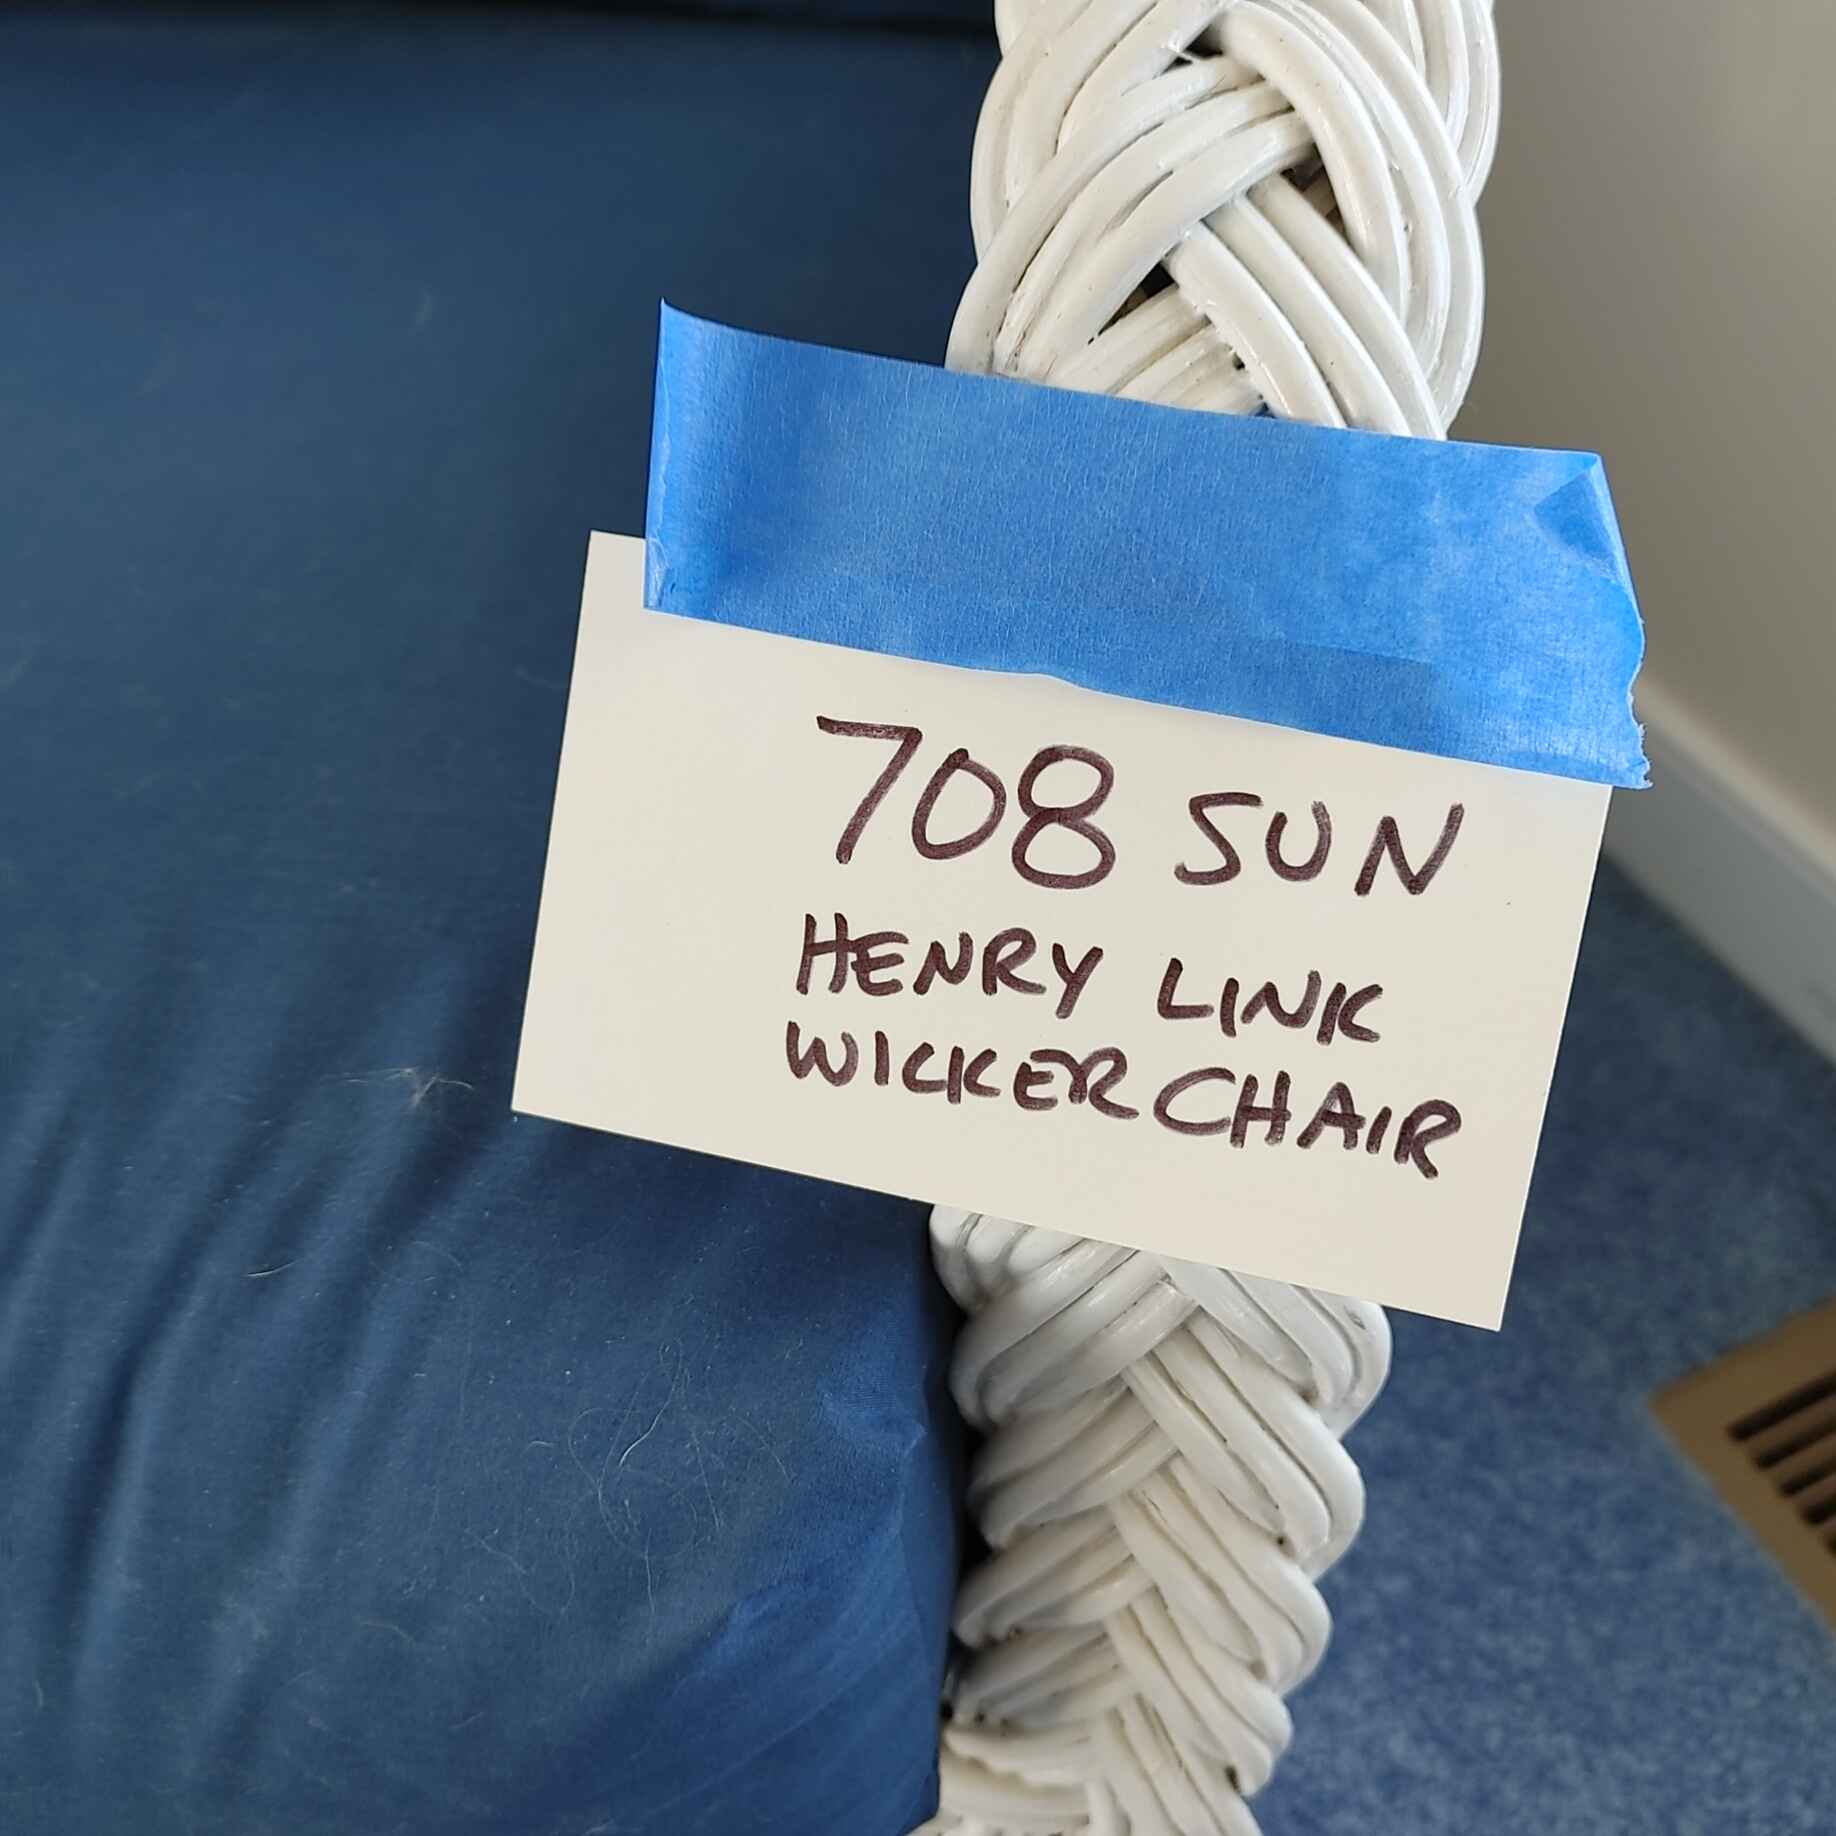 708 SUN
HENRY LINK
WICKER CHAIR